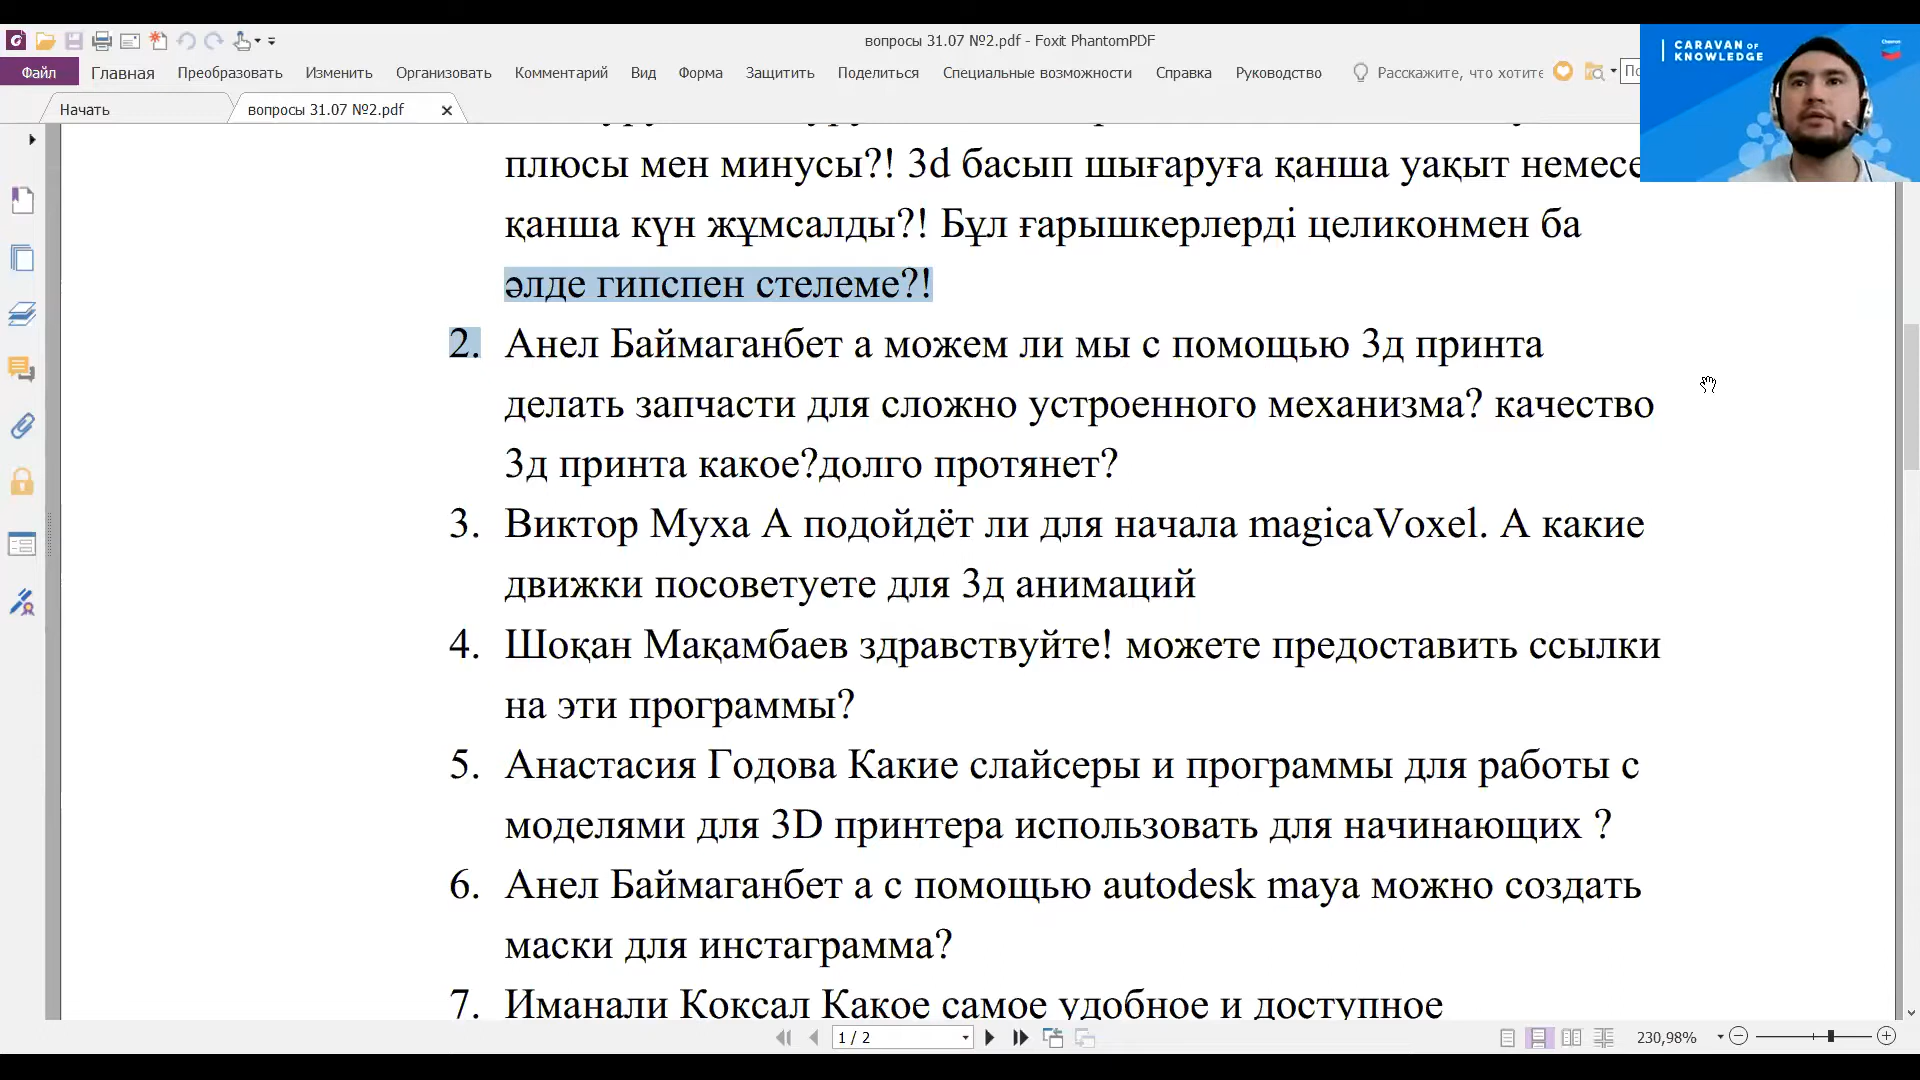 вопросы 31.07 №2.pdf - Foxit PhantomPDF
CARAVAN OF
KNOWLEDGE
Файл Главная Преобразовать Изменить Организовать Комментарий Вид Форма Защитить Поделиться Специальные возможности Справка Руководство Расскажите, что хотите
Начать вопросы 31.07 №2.pdf
плюсы мен минусы?! 3d басып шығаруға қанша уақыт немесе
қанша күн жұмсалды?! Бұл ғарышкерлерді целиконмен ба
әлде гипспен стелеме?!
2. Анел Баймаганбет а можем ли мы с помощью 3д принта
делать запчасти для сложно устроенного механизма? качество
3д принта какое?долго протянет?
3. Виктор Муха А подойдёт ли для начала magicaVoxel. А какие
движки посоветуете для 3д анимаций
4. Шоқан Мақамбаев здравствуйте! можете предоставить ссылки
на эти программы?
5. Анастасия Годова Какие слайсеры и программы для работы с
моделями для 3D принтера использовать для начинающих ?
6. Анел Баймаганбет а с помощью autodesk maya можно создать
маски для инстаграмма?
7. Иманали Коксал Какое самое удобное и доступное
1 / 2
230,98%